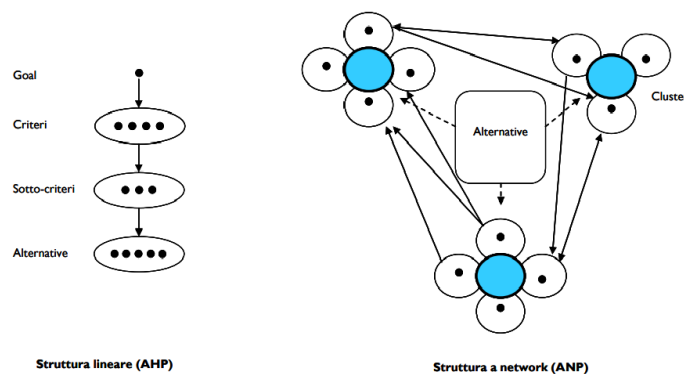 Goal
Criteri
Sotto-criteri
Alternative
Alternative
Cluste
Struttura lineare (AHP)
Struttura a network (ANP)